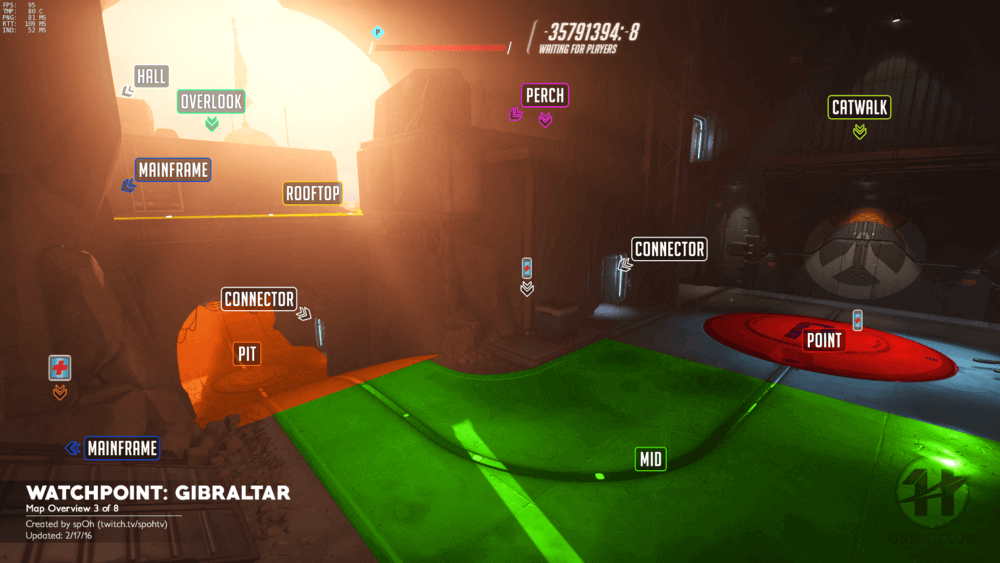 FPS: 95
TMP: 80 C
PNG: 81 MS
RTT: 109 MS
IND: 52 MS
P
-35791394:-8
WAITING FOR PLAYERS
HALL
OVERLOOK
PERCH
CATWALK
MAINFRAME
ROOFTOP
CONNECTOR
CONNECTOR
PIT
POINT
MAINFRAME
MID
WATCHPOINT: GIBRALTAR
Map Overview 3 of 8
Created by spOh (twitch.tv/spohtv)
Updated: 2/17/16